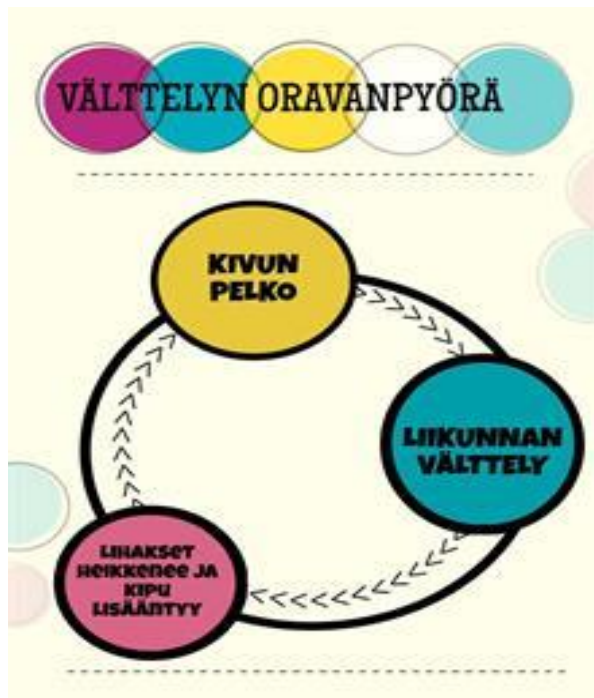 VÄLTTELYN ORAVANPYÖRÄ
KIVUN
PELKO
LIIKUNNAN
VÄLTTELY
LIHAKSET
HEIKKENEE JA
KIPU
LISÄÄNTYY